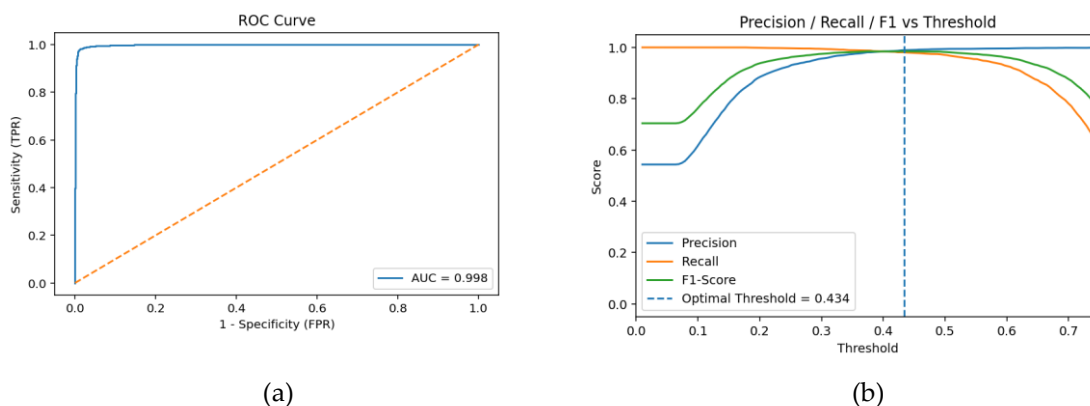 ROC Curve
1.0
0.8
0.6
0.4
0.2
0.0
Sensitivity (TPR)
AUC = 0.998
0.0 0.2 0.4 0.6 0.8 1.0
1 - Specificity (FPR)
(a)
Precision / Recall / F1 vs Threshold
1.0
0.8
0.6
0.4
0.2
0.0
Score
Precision
Recall
F1-Score
Optimal Threshold = 0.434
0.0 0.1 0.2 0.3 0.4 0.5 0.6 0.7
Threshold
(b)